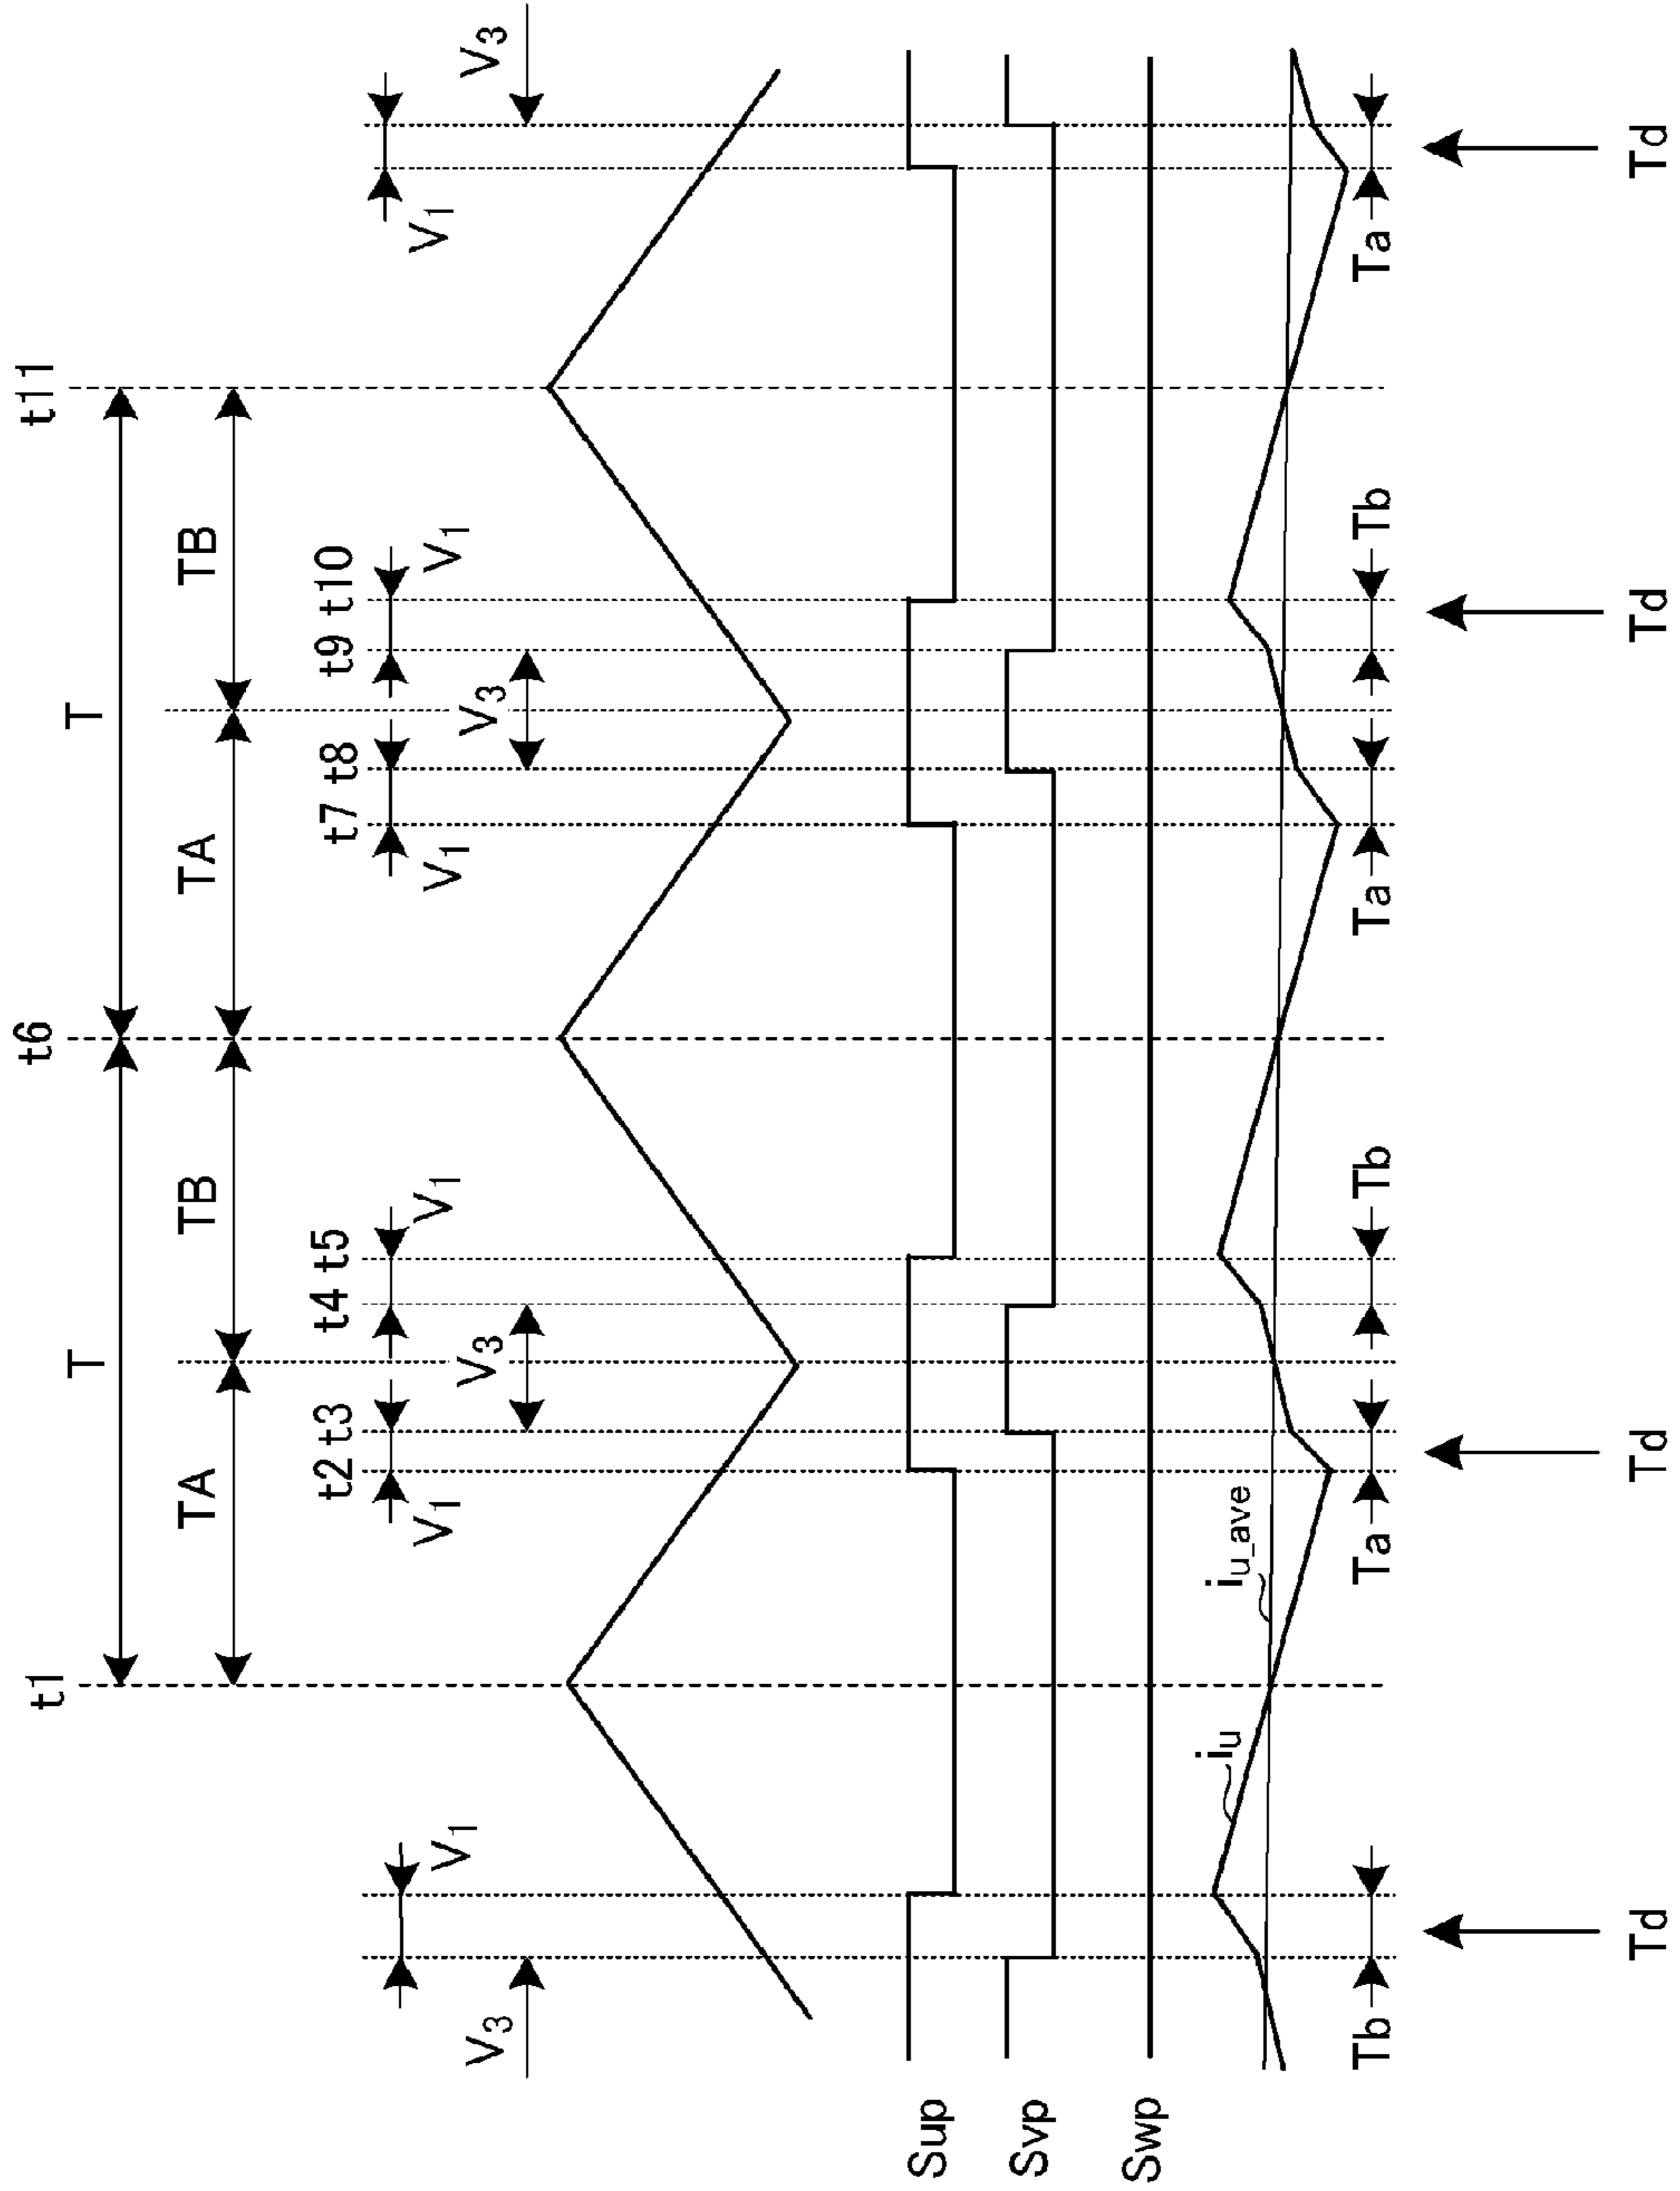 t1 t6 t11
T T
TA TB TA TB
t2 t3 t4 t5 t7 t8 t9 t10
V1 V1 V1 V1 V1 V1
V3 V3 V3 V3
Sup
Svp
Swp
iu iu_ave
Tb Ta Tb Ta Tb Ta
Td Td Td Td